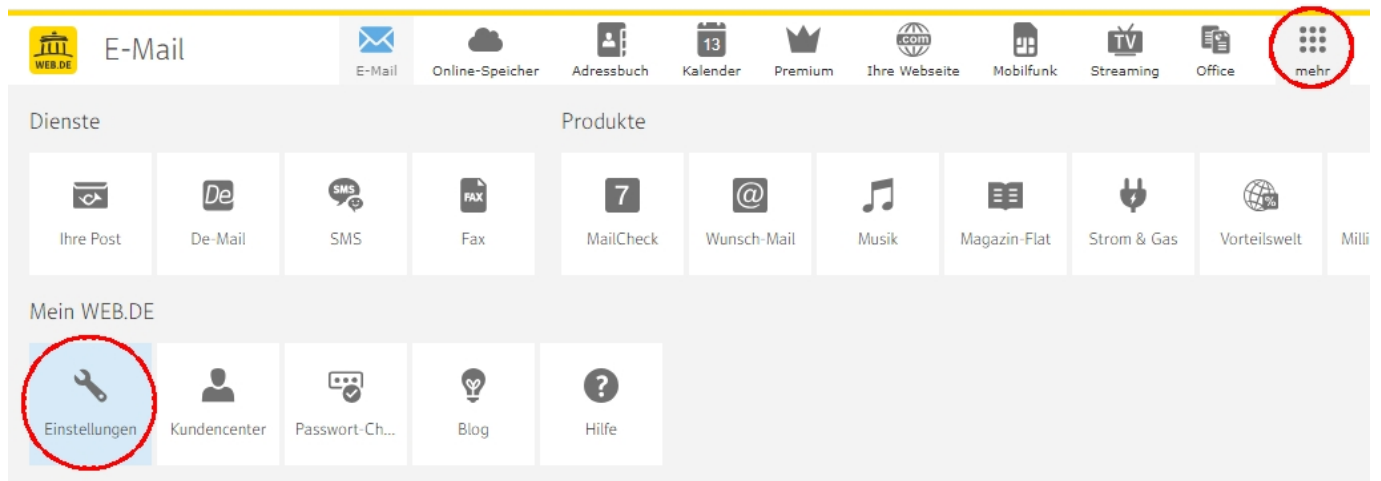 WEB.DE
E-Mail
E-Mail
Online-Speicher
Adressbuch
13
Kalender
Premium
.com
Ihre Webseite
Mobilfunk
TV
Streaming
Office
mehr
Dienste
Produkte
Ihre Post
De
De-Mail
SMS
SMS
FAX
Fax
7
MailCheck
@
Wunsch-Mail
Musik
Magazin-Flat
Strom & Gas
%
Vorteilswelt
Milli
Mein WEB.DE
Einstellungen
Kundencenter
Passwort-Ch...
Blog
?
Hilfe